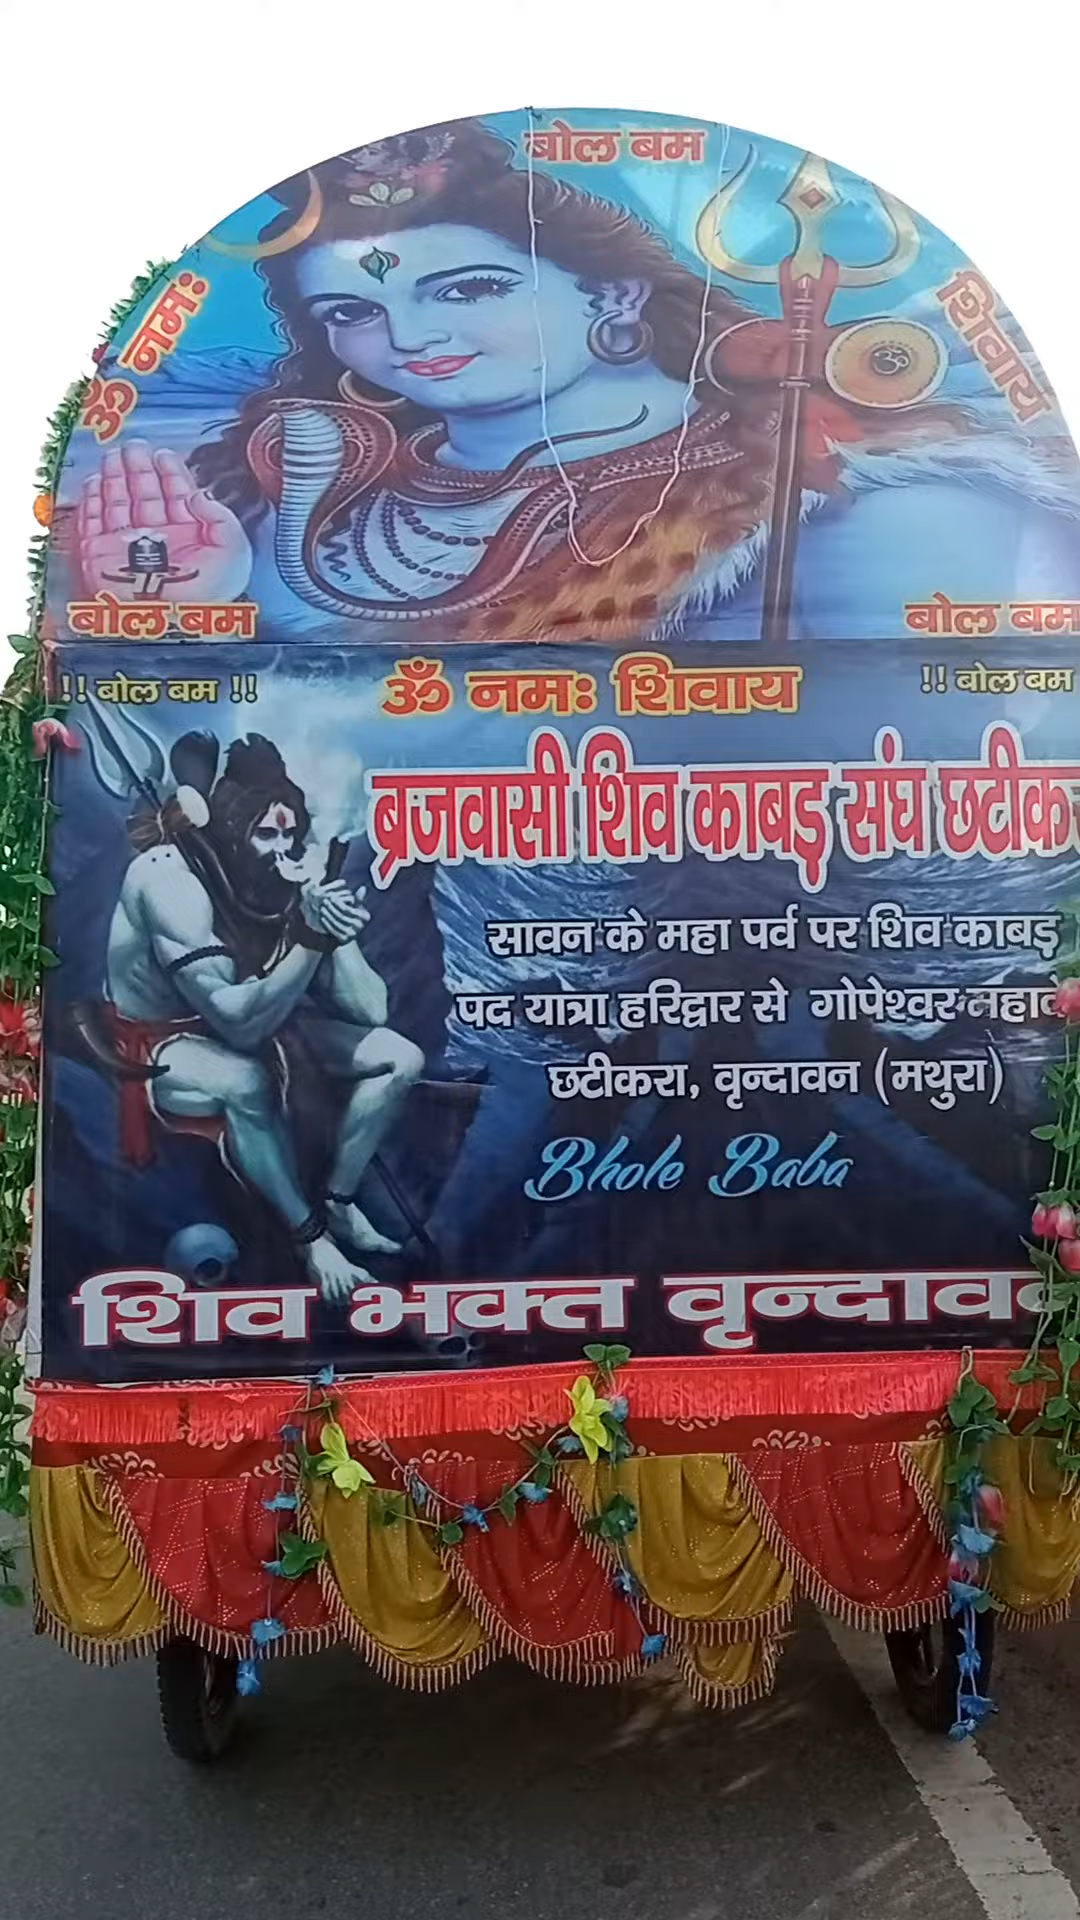 बोल बम
ॐ नमः
शिवाय
ॐ
बोल बम
बोल बम
!! बोल बम !!
ॐ नमः शिवाय
!! बोल बम
ब्रजवासी शिव काबड़ संघ
सावन के महा पर्व पर शिव काबड़
पद यात्रा हरिद्वार से गोपेश्वर
छटीकरा, वृन्दावन (मथुरा)
Bhole Baba
शिव भक्त